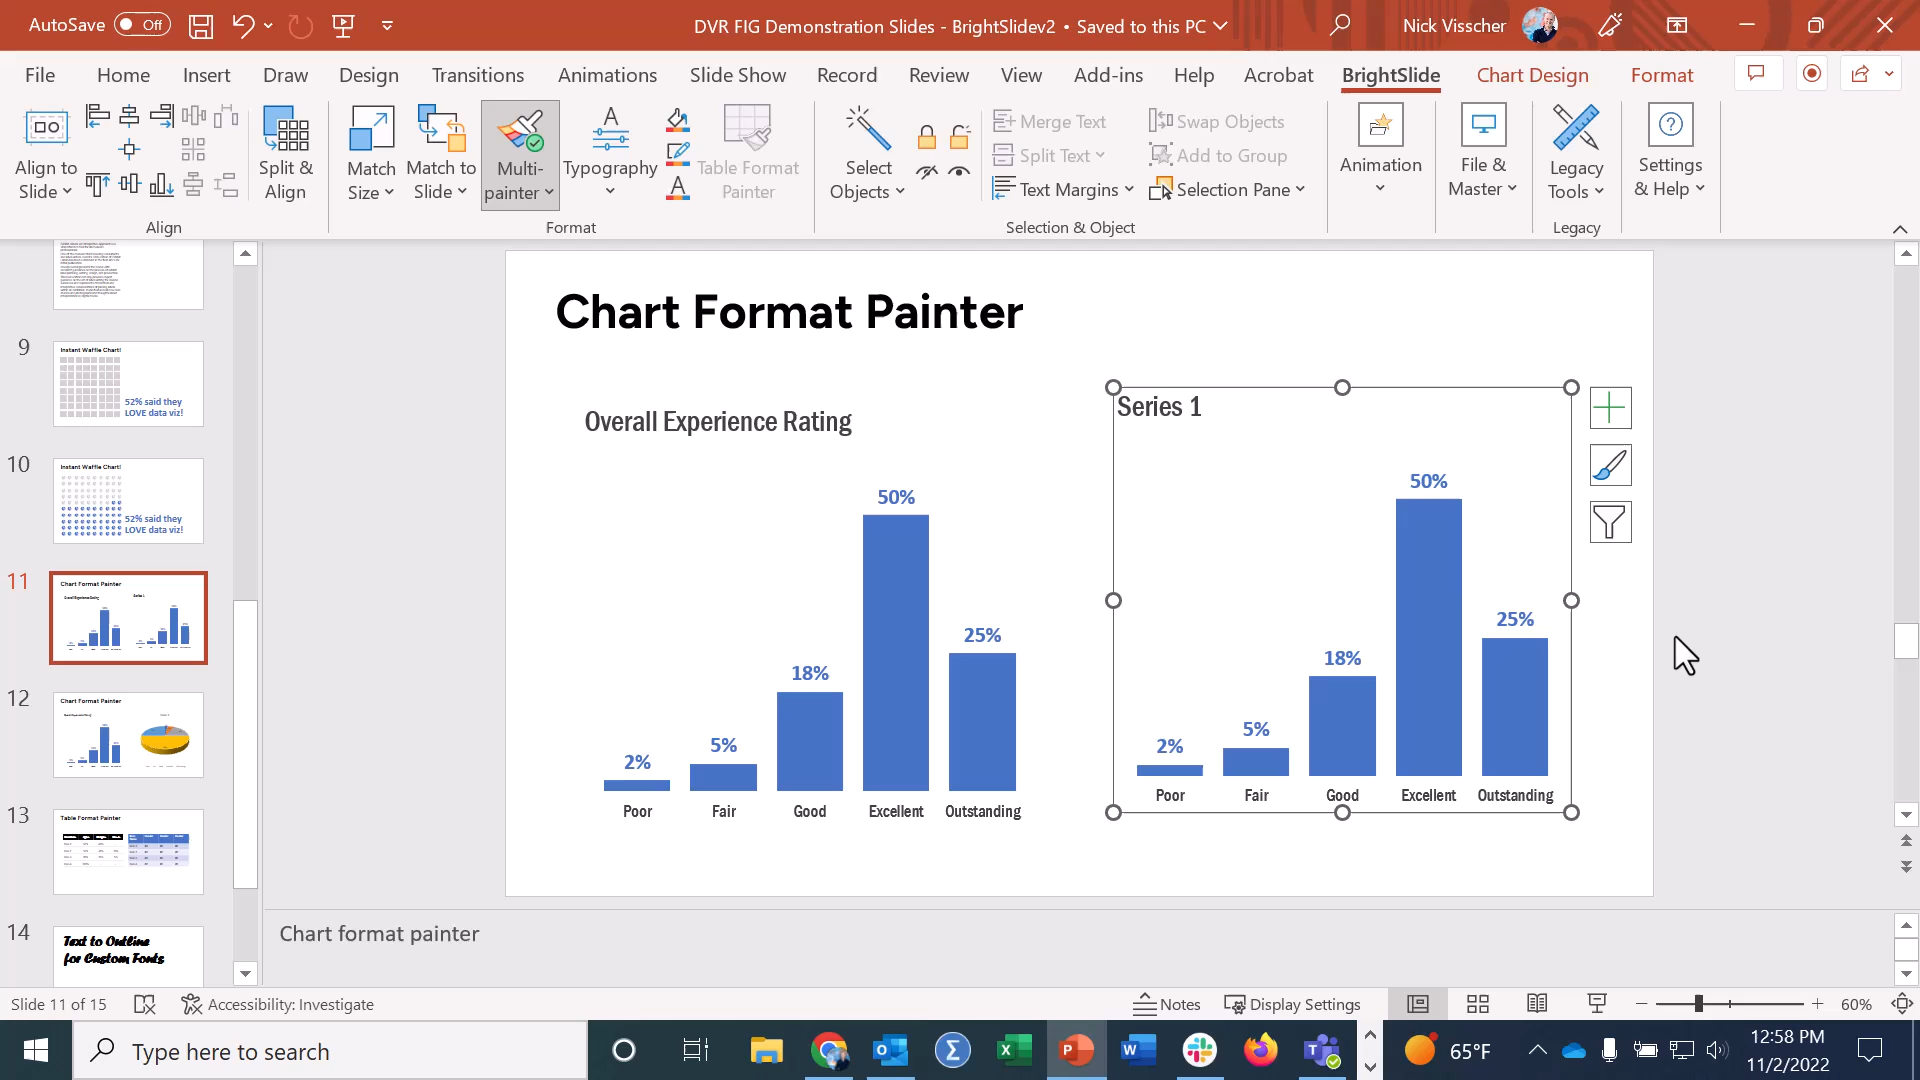 AutoSave Off
DVR FIG Demonstration Slides - BrightSlidev2 • Saved to this PC
Nick Visscher
File Home Insert Draw Design Transitions Animations Slide Show Record Review View Add-ins Help Acrobat BrightSlide Chart Design Format
Align to
Slide
Split &
Align
Align
Match
Size
Match to
Slide
Multi-
painter
Typography
Table Format
Painter
Format
Select
Objects
Merge Text
Split Text
Text Margins
Swap Objects
Add to Group
Selection Pane
Selection & Object
Animation
File &
Master
Legacy
Tools
Legacy
Settings
& Help
9
Instant Waffle Chart!
52% said they
LOVE data viz!
10
Instant Waffle Chart!
52% said they
LOVE data viz!
11
Chart Format Painter
Overall Experience Rating
Series 1
12
Chart Format Painter
13
Table Format Painter
14
Text to Outline
for Custom Fonts
Chart Format Painter
Overall Experience Rating
2%
5%
18%
50%
25%
Poor Fair Good Excellent Outstanding
Series 1
2%
5%
18%
50%
25%
Poor Fair Good Excellent Outstanding
Chart format painter
Slide 11 of 15
Accessibility: Investigate
Notes
Display Settings
60%
Type here to search
65°F
12:58 PM
11/2/2022